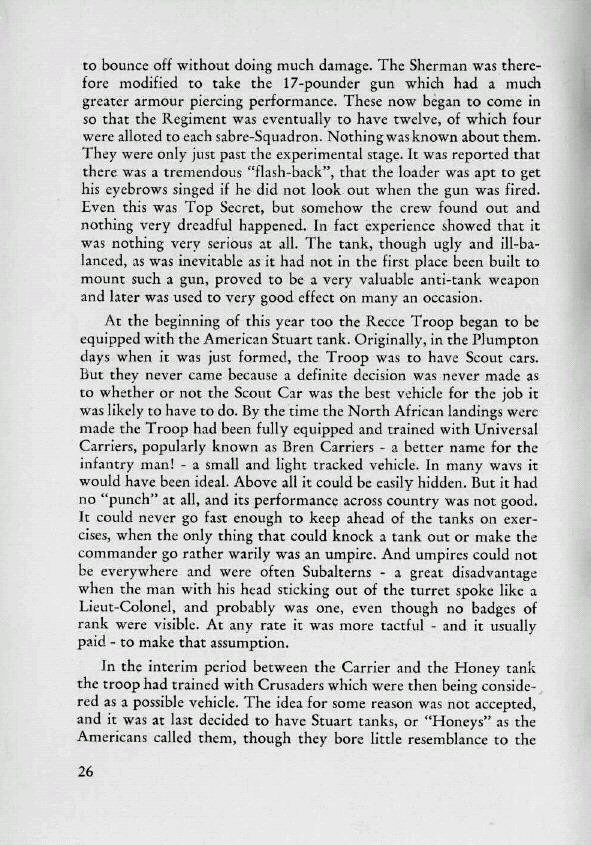 to bounce off without doing much damage. The Sherman was there-
fore modified to take the 17-pounder gun which had a much
greater armour piercing performance. These now began to come in
so that the Regiment was eventually to have twelve, of which four
were alloted to each sabre-Squadron. Nothing was known about them.
They were only just past the experimental stage. It was reported that
there was a tremendous “flash-back”, that the loader was apt to get
his eyebrows singed if he did not look out when the gun was fired.
Even this was Top Secret, but somehow the crew found out and
nothing very dreadful happened. In fact experience showed that it
was nothing very serious at all. The tank, though ugly and ill-ba-
lanced, as was inevitable as it had not in the first place been built to
mount such a gun, proved to be a very valuable anti-tank weapon
and later was used to very good effect on many an occasion.
At the beginning of this year too the Recce Troop began to be
equipped with the American Stuart tank. Originally, in the Plumpton
days when it was just formed, the Troop was to have Scout cars.
But they never came because a definite decision was never made as
to whether or not the Scout Car was the best vehicle for the job it
was likely to have to do. By the time the North African landings were
made the Troop had been fully equipped and trained with Universal
Carriers, popularly known as Bren Carriers - a better name for the
infantry man! - a small and light tracked vehicle. In many ways it
would have been ideal. Above all it could be easily hidden. But it had
no “punch” at all, and its performance across country was not good.
It could never go fast enough to keep ahead of the tanks on exer-
cises, when the only thing that could knock a tank out or make the
commander go rather warily was an umpire. And umpires could not
be everywhere and were often Subalterns - a great disadvantage
when the man with his head sticking out of the turret spoke like a
Lieut-Colonel, and probably was one, even though no badges of
rank were visible. At any rate it was more tactful - and it usually
paid - to make that assumption.
In the interim period between the Carrier and the Honey tank
the troop had trained with Crusaders which were then being conside-
red as a possible vehicle. The idea for some reason was not accepted,
and it was at last decided to have Stuart tanks, or “Honeys” as the
Americans called them, though they bore little resemblance to the
26